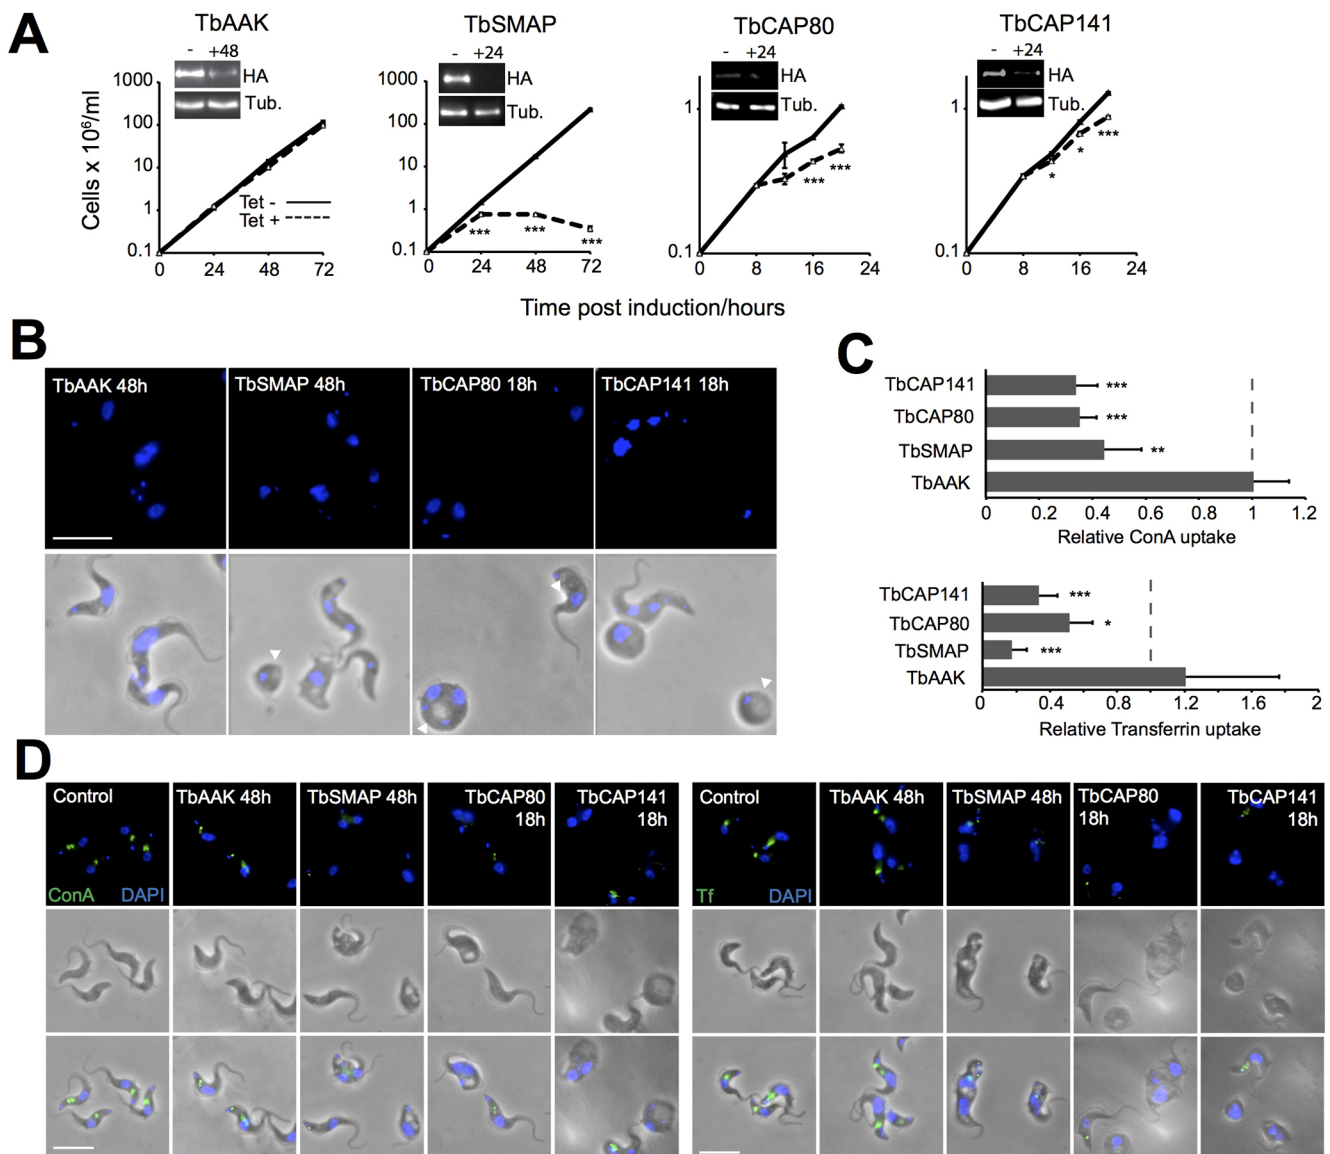 A
TbAAK
TbSMAP
TbCAP80
TbCAP141
- +48
HA
Tub.
- +24
HA
Tub.
- +24
HA
Tub.
- +24
HA
Tub.
Cells x 10⁶/ml
1000
100
10
1
0.1
Tet -
Tet +
0 24 48 72
1000
100
10
1
0.1
*** *** ***
0 24 48 72
1
0.1
*** ***
0 8 16 24
1
0.1
* * ***
0 8 16 24
Time post induction/hours
B
TbAAK 48h
TbSMAP 48h
TbCAP80 18h
TbCAP141 18h
C
TbCAP141 ***
TbCAP80 ***
TbSMAP **
TbAAK
0 0.2 0.4 0.6 0.8 1 1.2
Relative ConA uptake
TbCAP141 ***
TbCAP80 *
TbSMAP ***
TbAAK
0 0.4 0.8 1.2 1.6 2
Relative Transferrin uptake
D
Control
ConA DAPI
TbAAK 48h
TbSMAP 48h
TbCAP80
18h
TbCAP141
18h
Control
Tf DAPI
TbAAK 48h
TbSMAP 48h
TbCAP80
18h
TbCAP141
18h